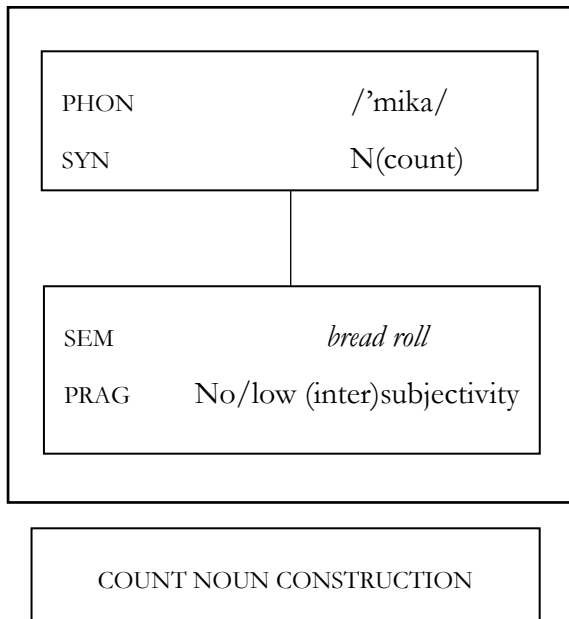 PHON /’mika/
SYN N(count)
SEM bread roll
PRAG No/low (inter)subjectivity
COUNT NOUN CONSTRUCTION